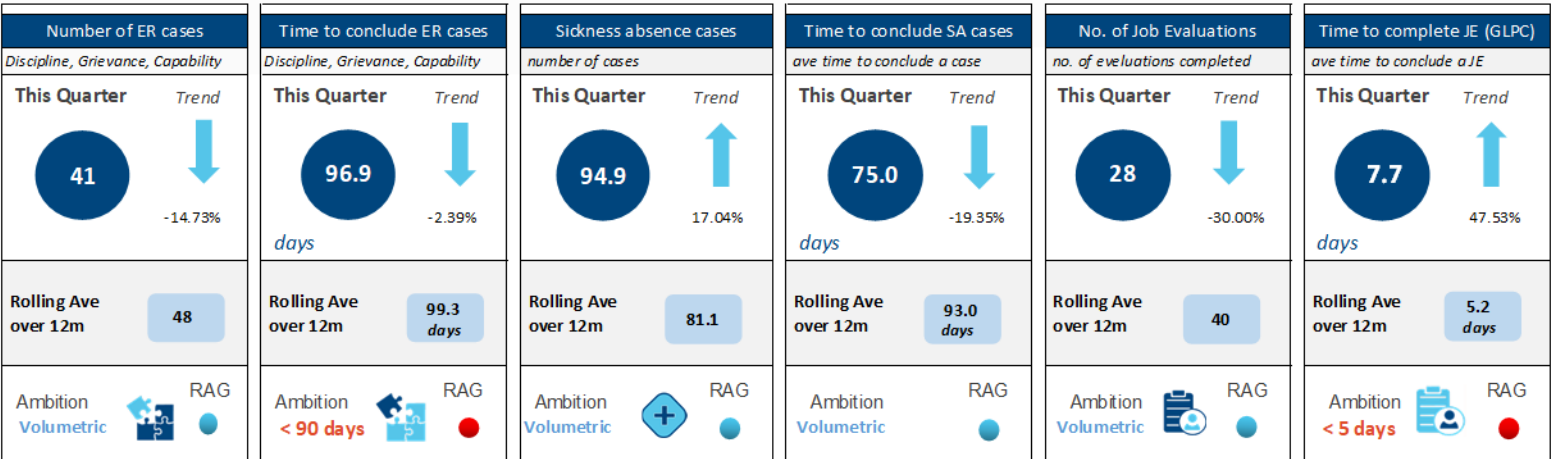 Number of ER cases
Discipline, Grievance, Capability
This Quarter
Trend
41
-14.73%
Rolling Ave
over 12m
48
Ambition
Volumetric
RAG
Time to conclude ER cases
Discipline, Grievance, Capability
This Quarter
Trend
96.9
-2.39%
days
Rolling Ave
over 12m
99.3
days
Ambition
< 90 days
RAG
Sickness absence cases
number of cases
This Quarter
Trend
94.9
17.04%
Rolling Ave
over 12m
81.1
Ambition
Volumetric
RAG
Time to conclude SA cases
ave time to conclude a case
This Quarter
Trend
75.0
-19.35%
days
Rolling Ave
over 12m
93.0
days
Ambition
Volumetric
RAG
No. of Job Evaluations
no. of eveluations completed
This Quarter
Trend
28
-30.00%
Rolling Ave
over 12m
40
Ambition
Volumetric
RAG
Time to complete JE (GLPC)
ave time to conclude a JE
This Quarter
Trend
7.7
47.53%
days
Rolling Ave
over 12m
5.2
days
Ambition
< 5 days
RAG